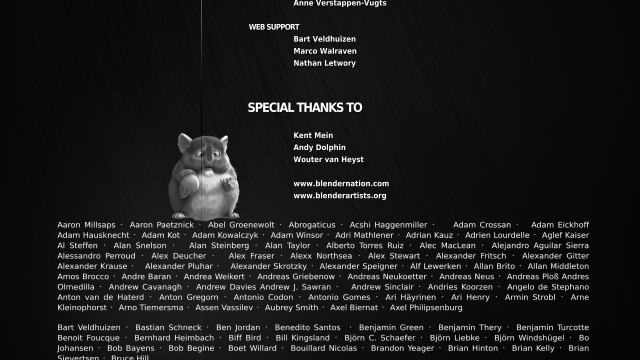 Anne Verstappen-Vugts
WEB SUPPORT
Bart Veldhuizen
Marco Walraven
Nathan Letwory
SPECIAL THANKS TO
Kent Mein
Andy Dolphin
Wouter van Heyst
www.blendernation.com
www.blenderartists.org
Aaron Millsaps · Aaron Paetznick · Abel Groenewolt · Abrogaticus · Acshi Haggenmiller · Adam Crossan · Adam Eickhoff
Adam Hausknecht · Adam Kot · Adam Kowalczyk · Adam Winsor · Adri Mathlener · Adrian Kauz · Adrien Lourdelle · Aglef Kaiser
Al Steffen · Alan Snelson · Alan Steinberg · Alan Taylor · Alberto Torres Ruiz · Alec MacLean · Alejandro Aguilar Sierra
Alessandro Perroud · Alex Deucher · Alex Fraser · Alexx Northsea · Alex Stewart · Alexander Fritsch · Alexander Gitter
Alexander Krause · Alexander Pluhar · Alexander Skrotzky · Alexander Speigner · Alf Lewerken · Allan Brito · Allan Middleton
Amos Brocco · Andre Baran · Andrea Weikert · Andreas Griebenow · Andreas Neukoetter · Andreas Neus · Andreas Ploß Andres
Olmedilla · Andrew Cavanagh · Andrew Davies Andrew J. Sawran · Andrew Sinclair · Andries Koorzen · Angelo de Stephano
Anton van de Haterd · Anton Gregorn · Antonio Codon · Antonio Gomes · Ari Häyrinen · Ari Henry · Armin Strobl · Arne
Kleinophorst · Arno Tiemersma · Assen Vassilev · Aubrey Smith · Axel Biernat · Axel Philipsenburg
Bart Veldhuizen · Bastian Schneck · Ben Jordan · Benedito Santos · Benjamin Green · Benjamin Thery · Benjamin Turcotte
Benoit Foucque · Bernhard Heimbach · Biff Bird · Bill Kingsland · Björn C. Schaefer · Björn Liebke · Björn Windshügel · Bo
Johansen · Bob Bayens · Bob Begine · Boet Willard · Bouillard Nicolas · Brandon Yeager · Brian Hinton · Brian Kelly · Brian
Sievertsen · Bruce Hill